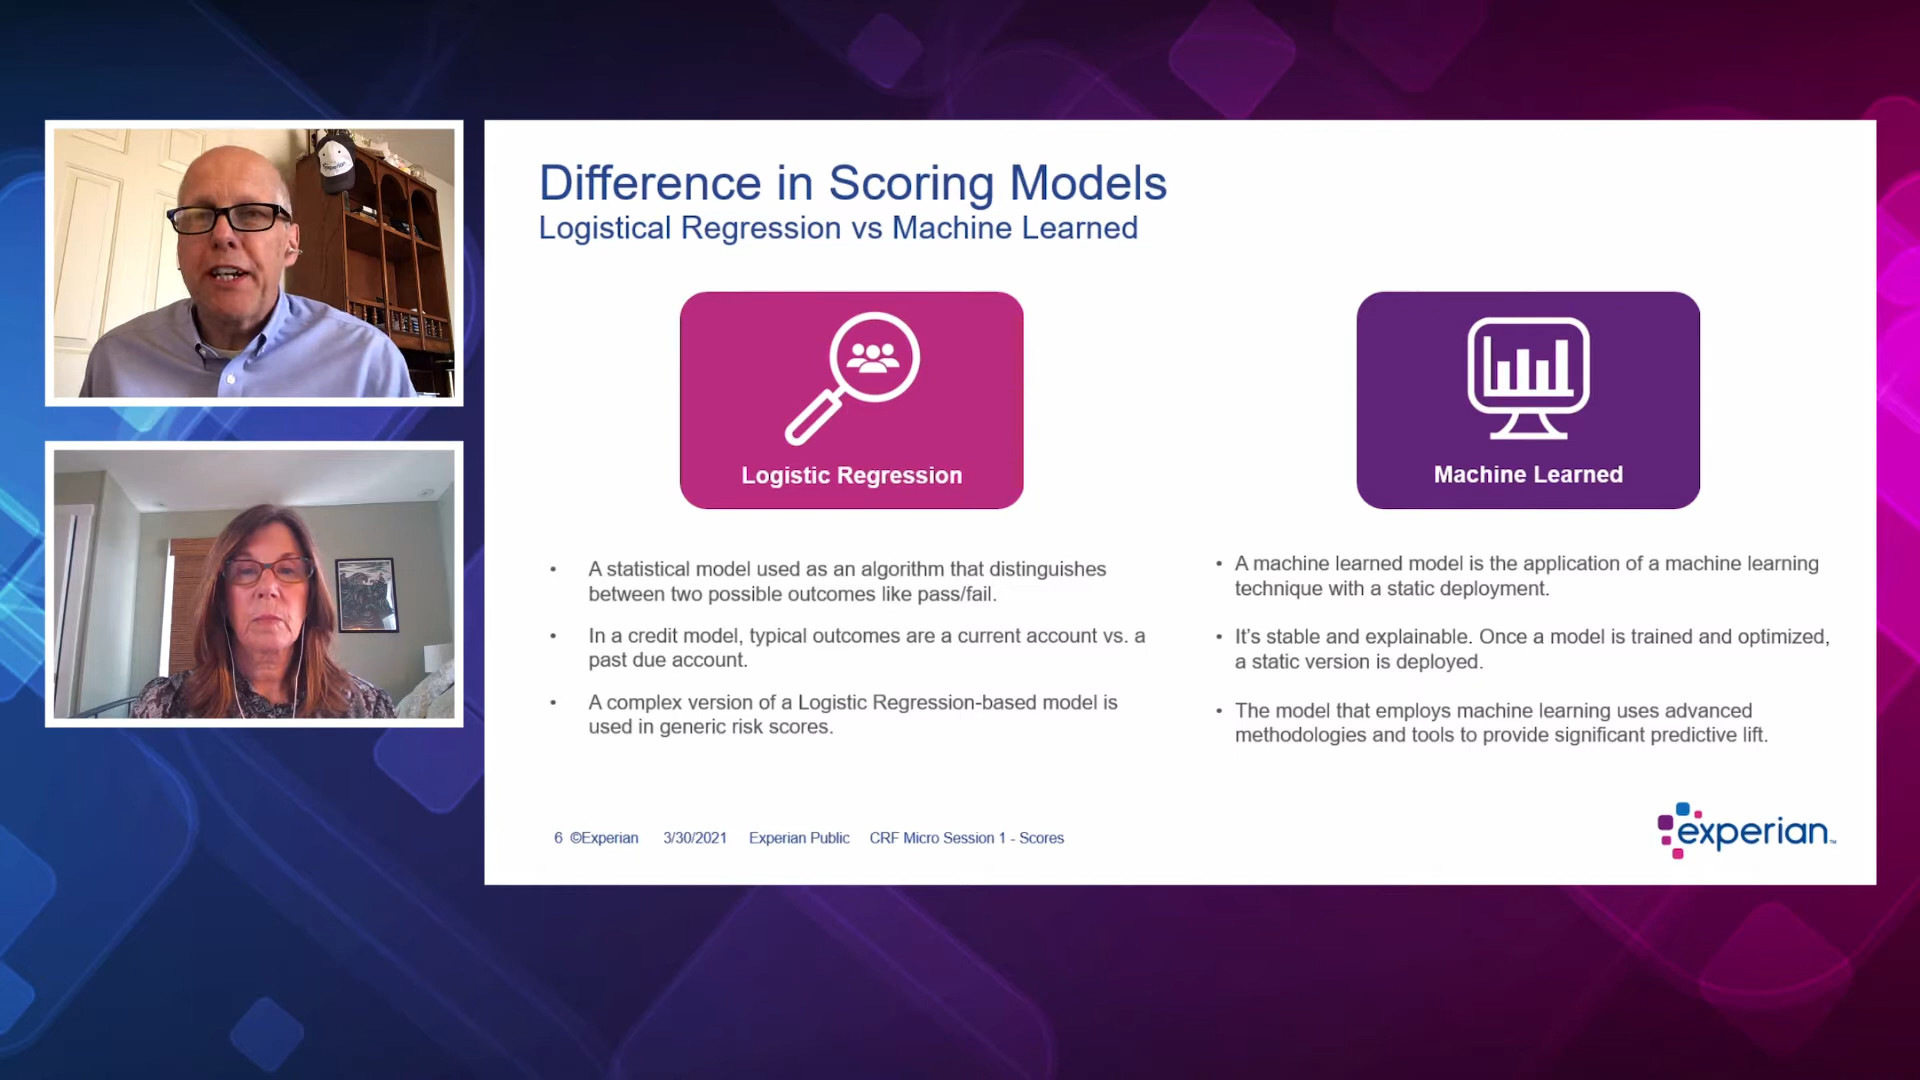 Difference in Scoring Models
Logistical Regression vs Machine Learned
Logistic Regression
• A statistical model used as an algorithm that distinguishes
between two possible outcomes like pass/fail.
• In a credit model, typical outcomes are a current account vs. a
past due account.
• A complex version of a Logistic Regression-based model is
used in generic risk scores.
Machine Learned
• A machine learned model is the application of a machine learning
technique with a static deployment.
• It's stable and explainable. Once a model is trained and optimized,
a static version is deployed.
• The model that employs machine learning uses advanced
methodologies and tools to provide significant predictive lift.
6 ©Experian 3/30/2021 Experian Public CRF Micro Session 1 - Scores
experian™
experian